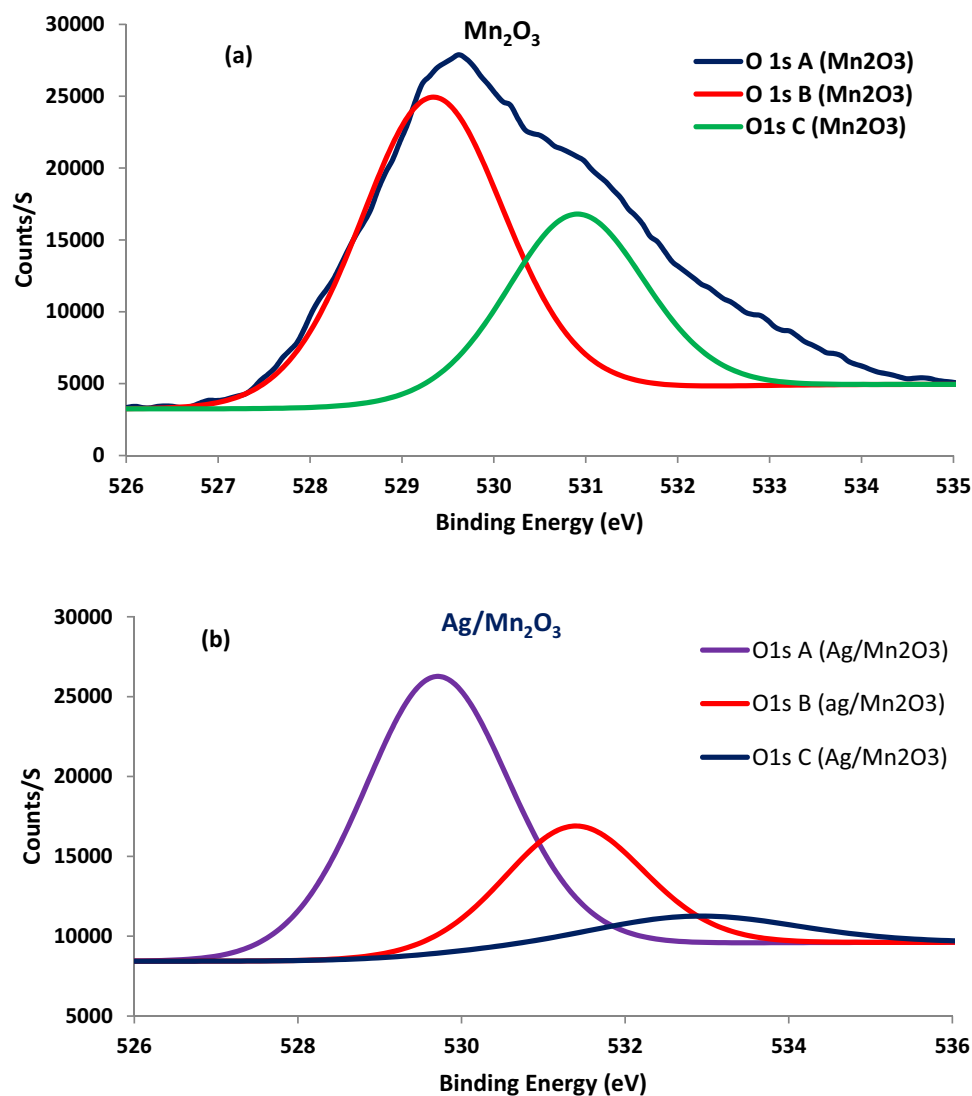 Mn₂O₃
(a)
O 1s A (Mn2O3)
O 1s B (Mn2O3)
O1s C (Mn2O3)
30000
25000
20000
15000
10000
5000
0
Counts/S
526 527 528 529 530 531 532 533 534 535
Binding Energy (eV)
Ag/Mn₂O₃
(b)
O1s A (Ag/Mn2O3)
O1s B (ag/Mn2O3)
O1s C (Ag/Mn2O3)
30000
25000
20000
15000
10000
5000
Counts/S
526 528 530 532 534 536
Binding Energy (eV)